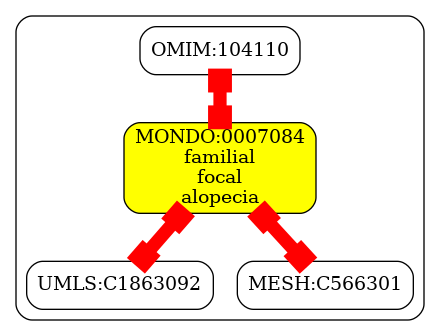 OMIM:104110
MONDO:0007084
familial
focal
alopecia
UMLS:C1863092
MESH:C566301